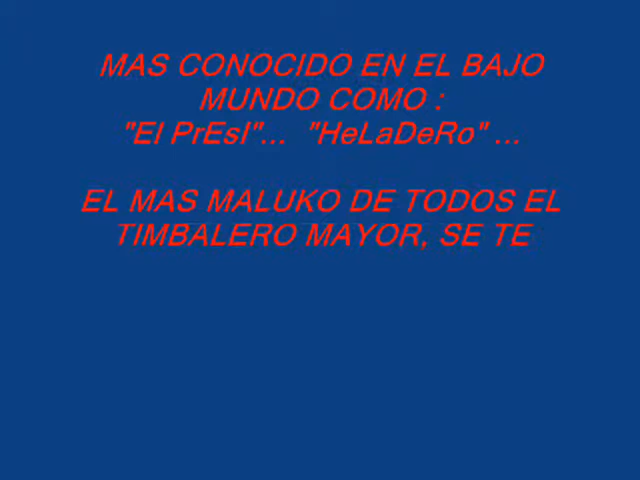 MAS CONOCIDO EN EL BAJO
MUNDO COMO :
"El PrEsI"... "HeLaDeRo" ...
EL MAS MALUKO DE TODOS EL
TIMBALERO MAYOR, SE TE